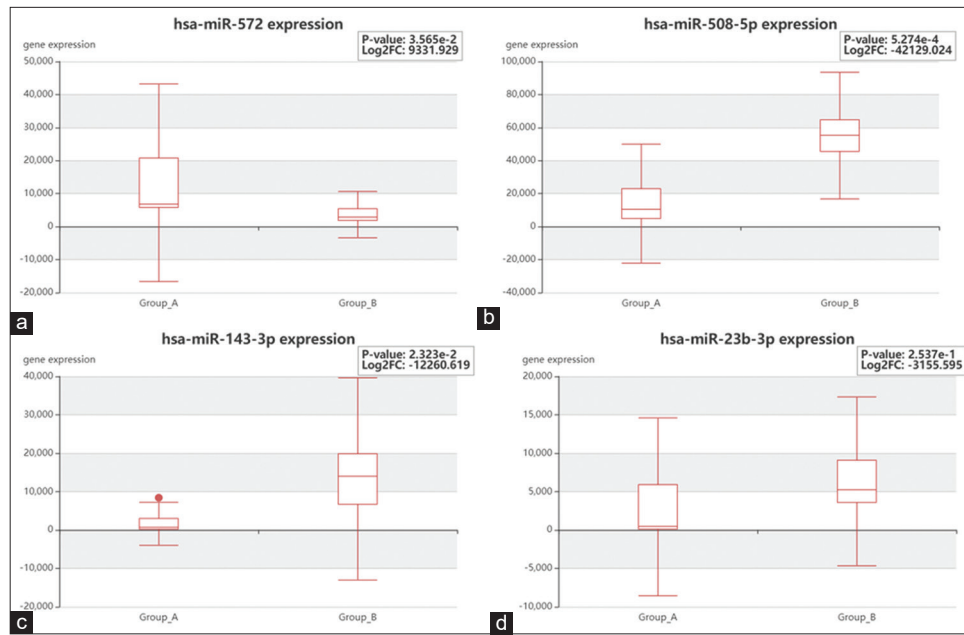 hsa-miR-572 expression
P-value: 3.565e-2
Log2FC: 9331.929
gene expression
50,000
40,000
30,000
20,000
10,000
0
-10,000
-20,000
Group_A Group_B
a
hsa-miR-508-5p expression
P-value: 5.274e-4
Log2FC: -42129.024
gene expression
100,000
80,000
60,000
40,000
20,000
0
-20,000
-40,000
Group_A Group_B
b
hsa-miR-143-3p expression
P-value: 2.323e-2
Log2FC: -12260.619
gene expression
40,000
30,000
20,000
10,000
0
-10,000
-20,000
Group_A Group_B
c
hsa-miR-23b-3p expression
P-value: 2.537e-1
Log2FC: -3155.595
gene expression
20,000
15,000
10,000
5,000
0
-5,000
-10,000
Group_A Group_B
d